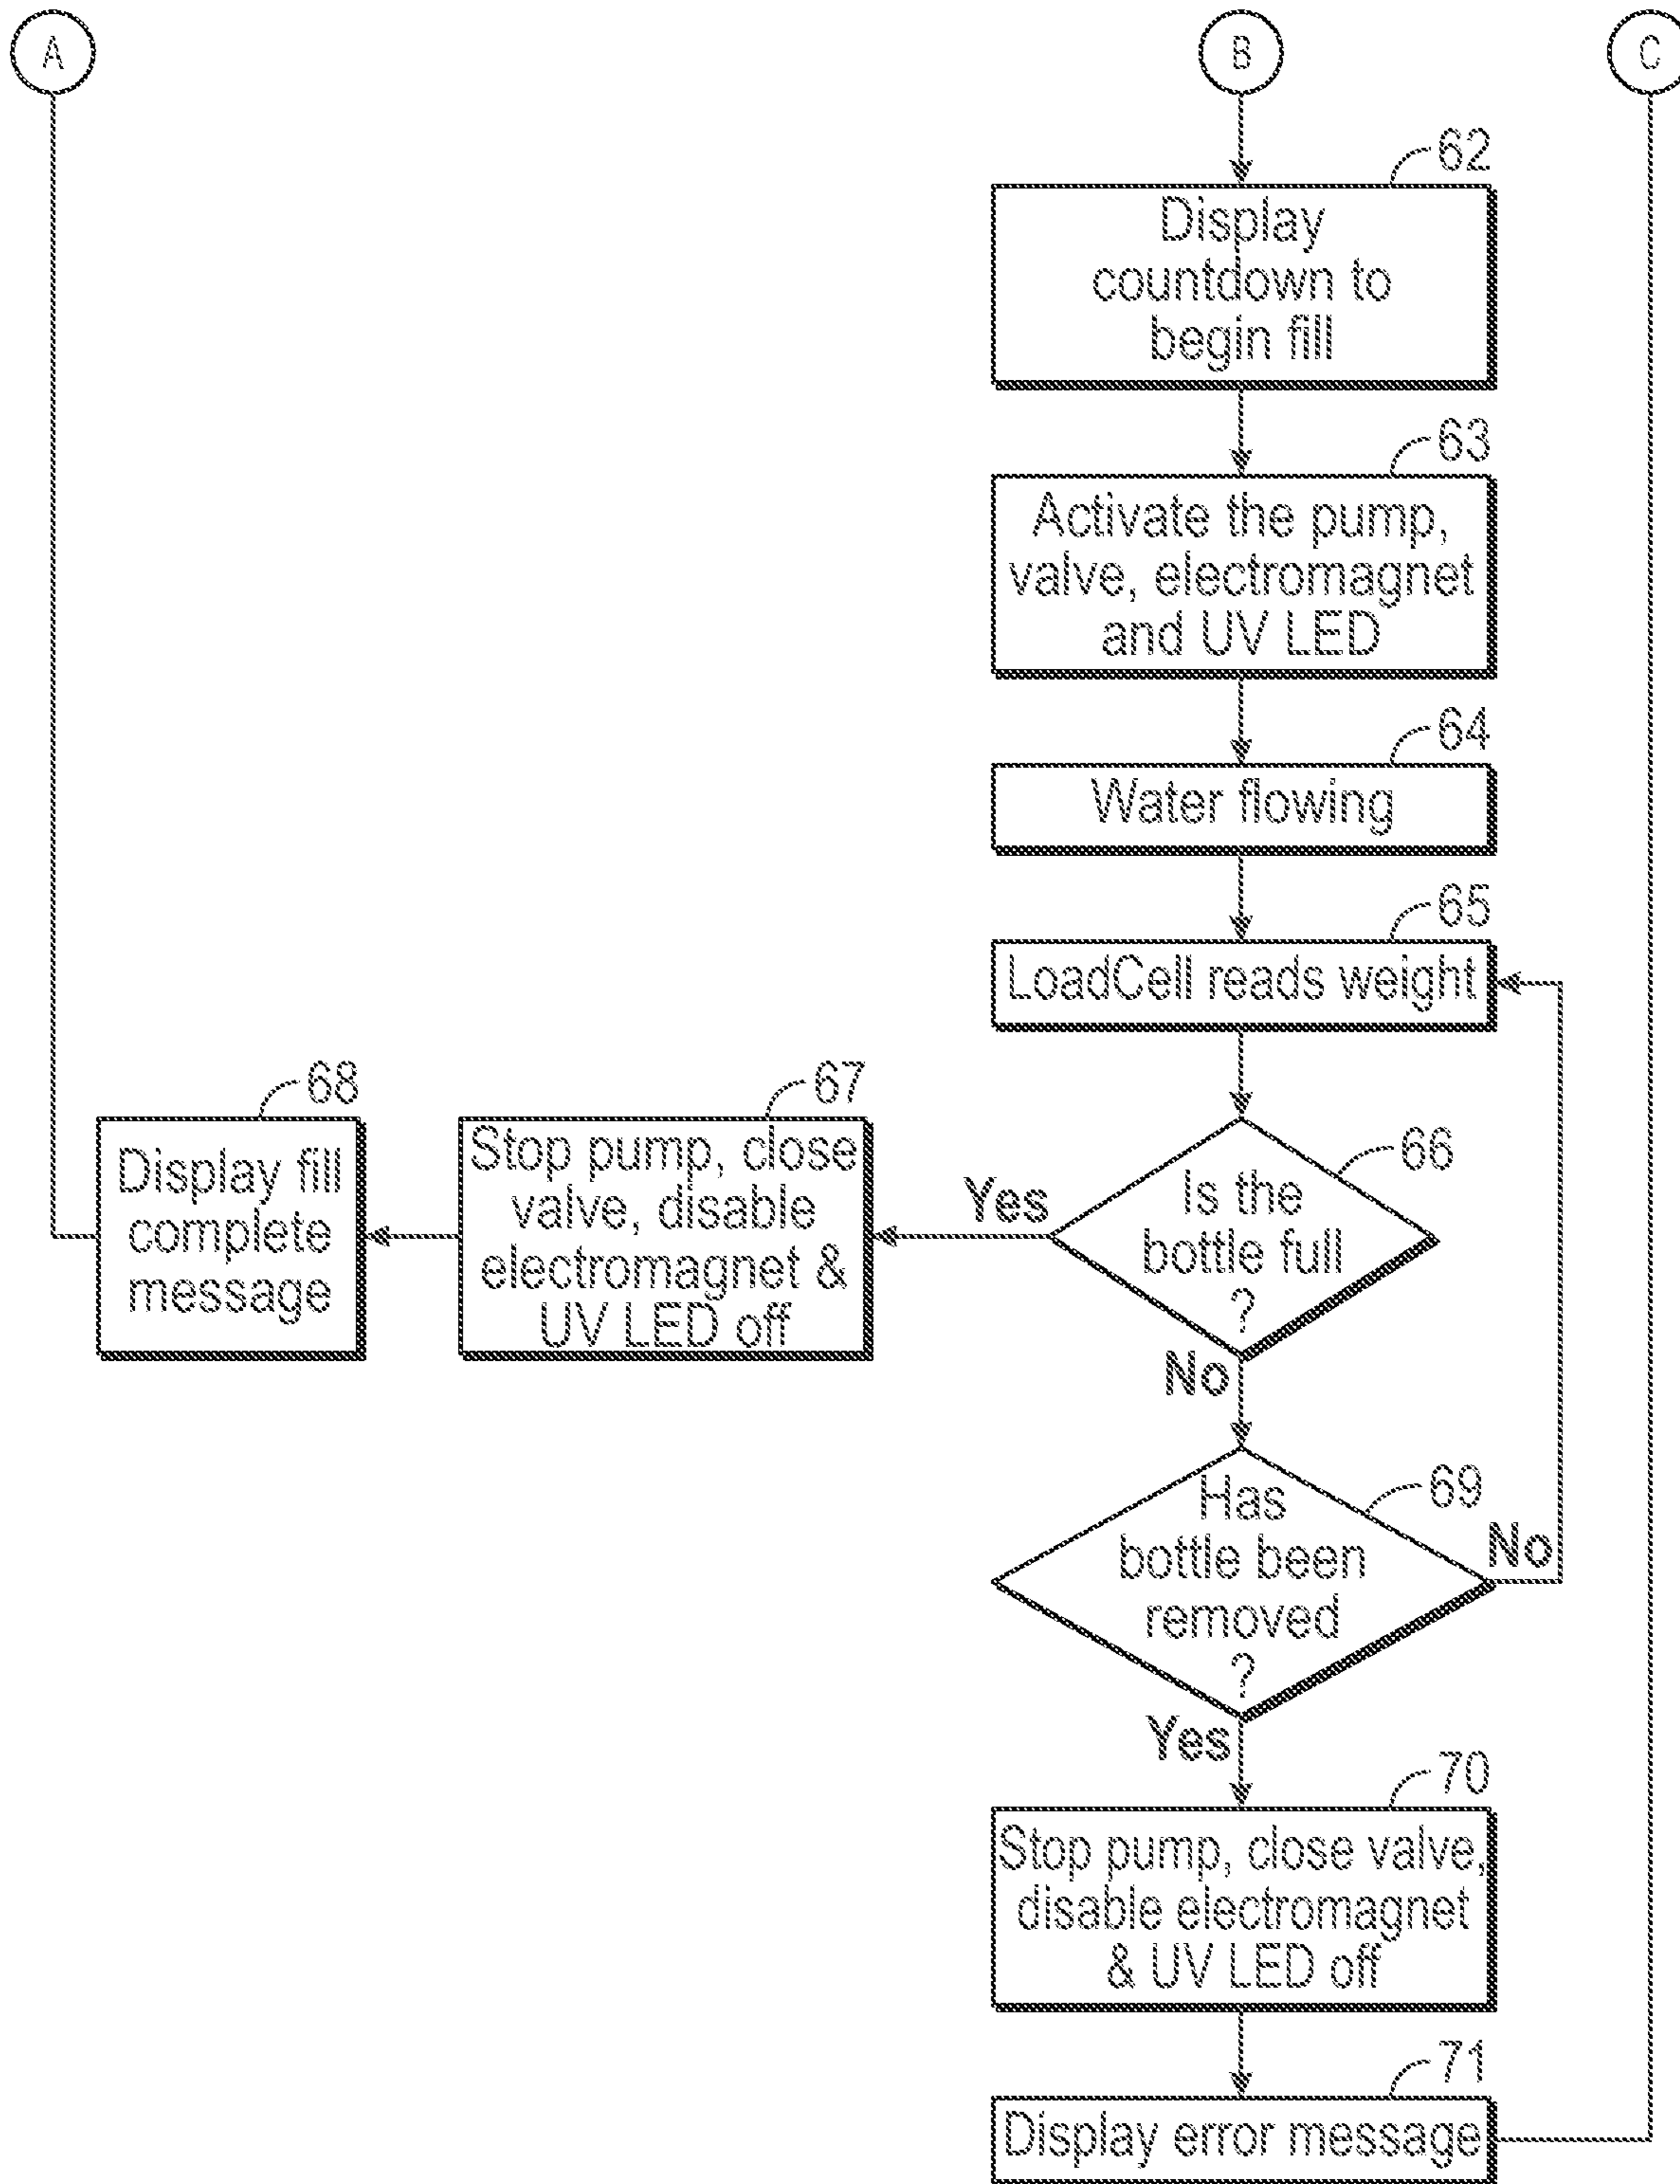 A
B
C
62
Display
countdown to
begin fill
63
Activate the pump,
valve, electromagnet
and UV LED
64
Water flowing
65
LoadCell reads weight
68
Display fill
complete
message
67
Stop pump, close
valve, disable
electromagnet &
UV LED off
Yes
66
Is the
bottle full
?
No
69
Has
bottle been
removed
?
No
Yes
70
Stop pump, close valve,
disable electromagnet
& UV LED off
71
Display error message